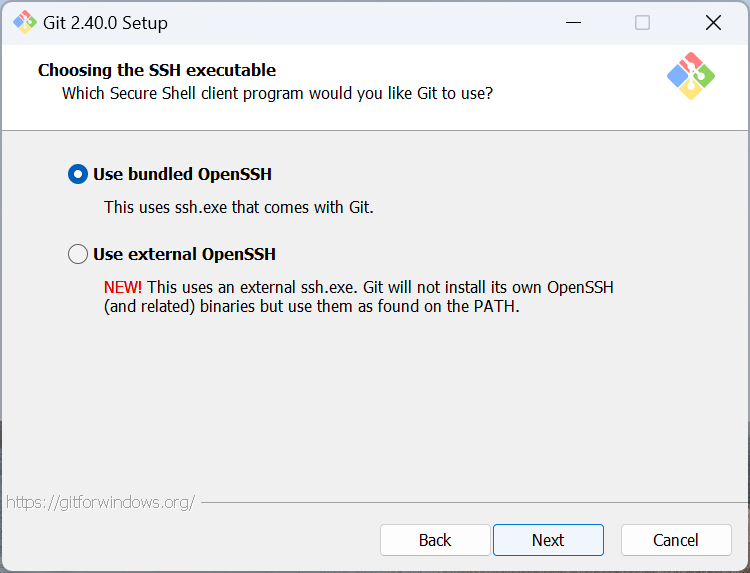 Git 2.40.0 Setup
Choosing the SSH executable
Which Secure Shell client program would you like Git to use?
Use bundled OpenSSH
This uses ssh.exe that comes with Git.
Use external OpenSSH
NEW! This uses an external ssh.exe. Git will not install its own OpenSSH
(and related) binaries but use them as found on the PATH.
https://gitforwindows.org/
Back
Next
Cancel